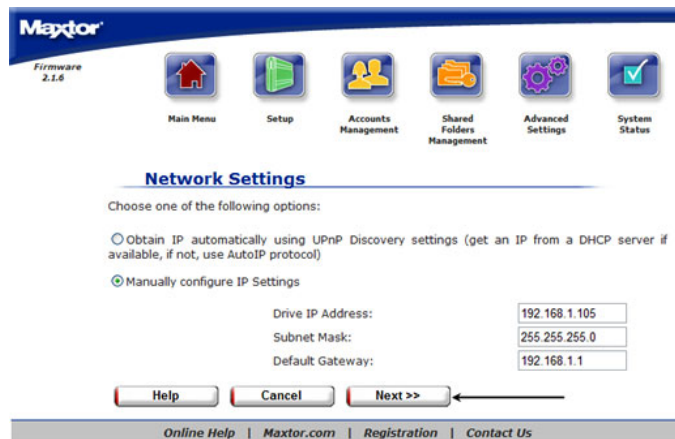 Maxtor
Firmware
2.1.6
Main Menu
Setup
Accounts
Management
Shared
Folders
Management
Advanced
Settings
System
Status
Network Settings
Choose one of the following options:
Obtain IP automatically using UPnP Discovery settings (get an IP from a DHCP server if
available, if not, use AutoIP protocol)
Manually configure IP Settings
Drive IP Address: 192.168.1.105
Subnet Mask: 255.255.255.0
Default Gateway: 192.168.1.1
Help Cancel Next >>
Online Help | Maxtor.com | Registration | Contact Us